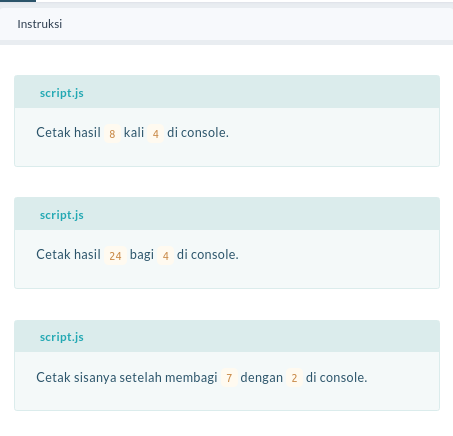 Instruksi
script.js
Cetak hasil 8 kali 4 di console.
script.js
Cetak hasil 24 bagi 4 di console.
script.js
Cetak sisanya setelah membagi 7 dengan 2 di console.